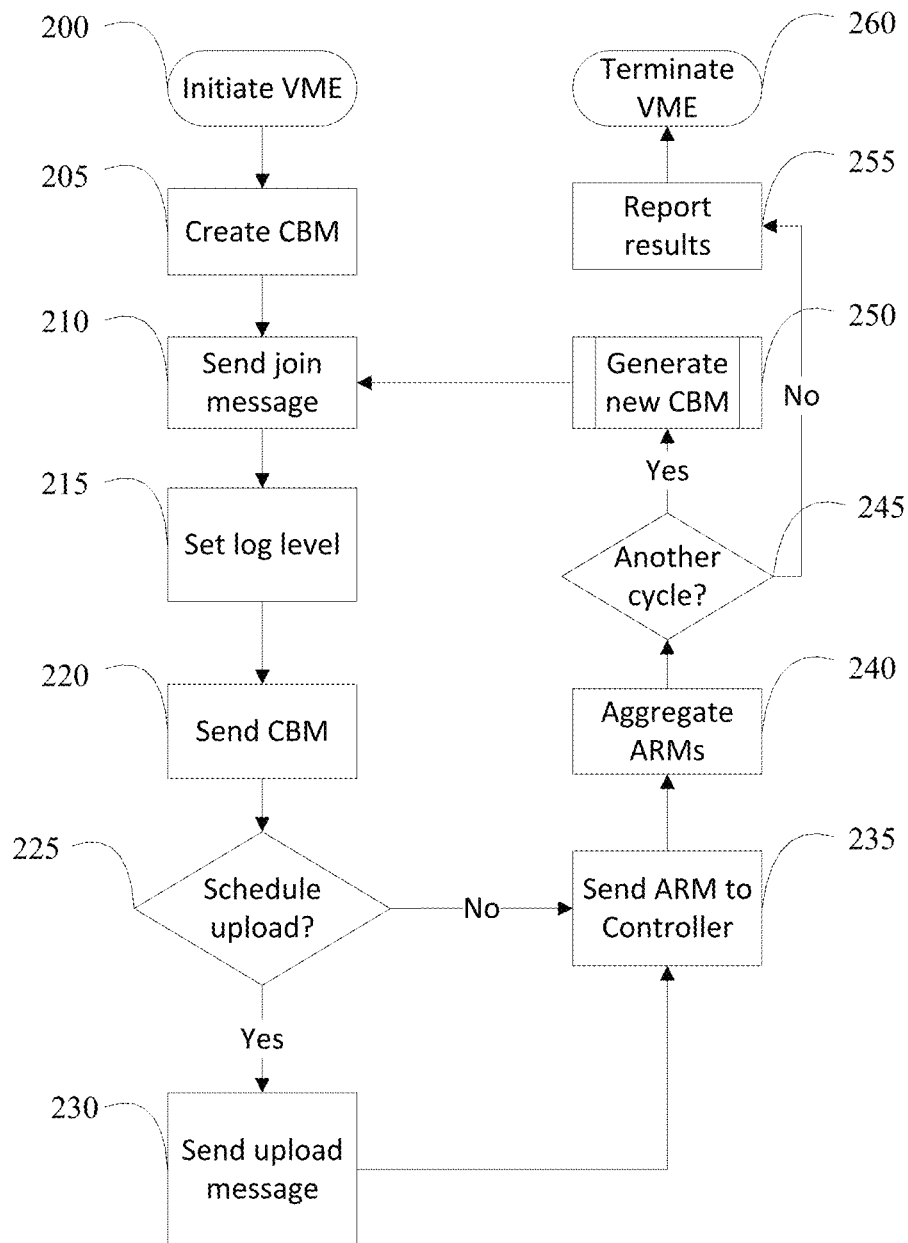 200
Initiate VME
205
Create CBM
210
Send join
message
215
Set log level
220
Send CBM
225
Schedule
upload?
No
Yes
230
Send upload
message
260
Terminate
VME
255
Report
results
250
Generate
new CBM
No
Yes
245
Another
cycle?
240
Aggregate
ARMs
235
Send ARM to
Controller